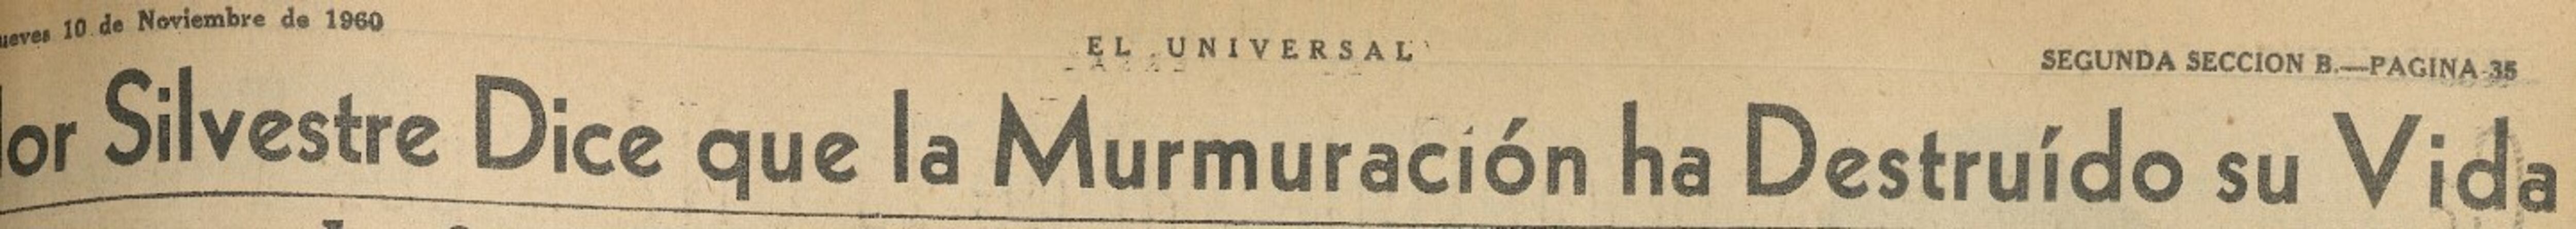 ueves 10 de Noviembre de 1960
EL UNIVERSAL
SEGUNDA SECCION B.—PAGINA 35
lor Silvestre Dice que la Murmuración ha Destruído su Vida